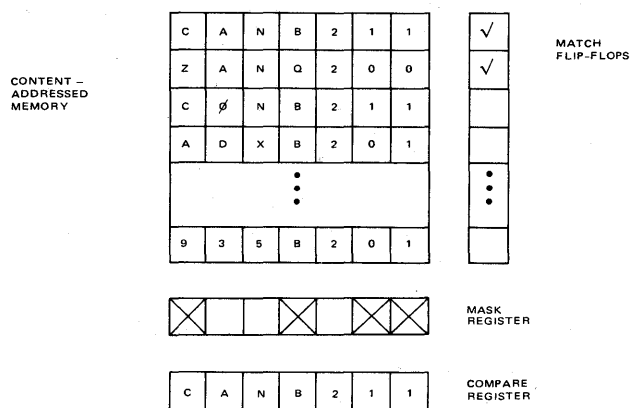 C A N B 2 1 1 √
MATCH
FLIP-FLOPS
Z A N Q 2 0 0 √
CONTENT –
ADDRESSED
MEMORY
C Ø N B 2 1 1
A D X B 2 0 1
9 3 5 B 2 0 1
MASK
REGISTER
C A N B 2 1 1
COMPARE
REGISTER